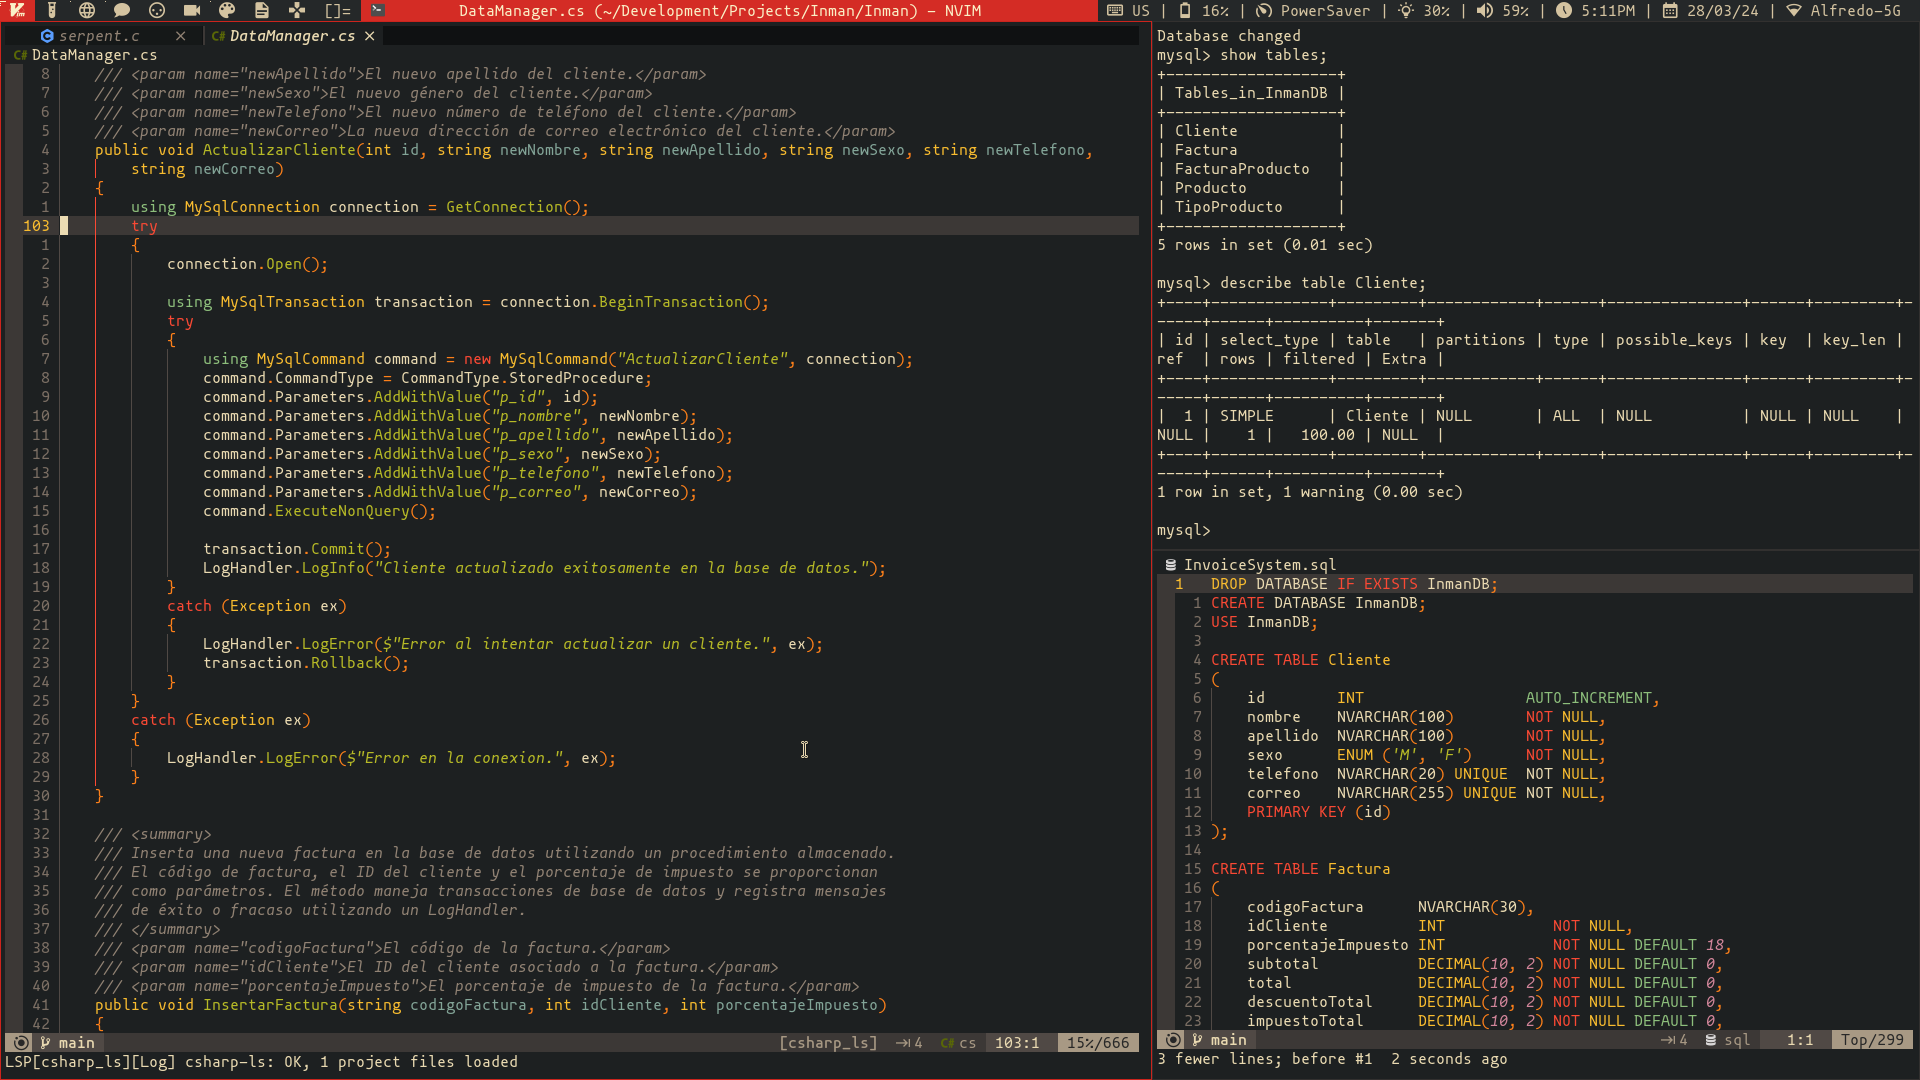 []=
DataManager.cs (~/Development/Projects/Inman/Inman) – NVIM
US | 16% | PowerSaver | 30% | 59% | 5:11PM | 28/03/24 | Alfredo-5G
serpent.c × DataManager.cs ×
C# DataManager.cs
8 /// <param name="newApellido">El nuevo apellido del cliente.</param>
7 /// <param name="newSexo">El nuevo género del cliente.</param>
6 /// <param name="newTelefono">El nuevo número de teléfono del cliente.</param>
5 /// <param name="newCorreo">La nueva dirección de correo electrónico del cliente.</param>
4 public void ActualizarCliente(int id, string newNombre, string newApellido, string newSexo, string newTelefono,
3 string newCorreo)
2 {
1 using MySqlConnection connection = GetConnection();
103 try
1 {
2 connection.Open();
3
4 using MySqlTransaction transaction = connection.BeginTransaction();
5 try
6 {
7 using MySqlCommand command = new MySqlCommand("ActualizarCliente", connection);
8 command.CommandType = CommandType.StoredProcedure;
9 command.Parameters.AddWithValue("p_id", id);
10 command.Parameters.AddWithValue("p_nombre", newNombre);
11 command.Parameters.AddWithValue("p_apellido", newApellido);
12 command.Parameters.AddWithValue("p_sexo", newSexo);
13 command.Parameters.AddWithValue("p_telefono", newTelefono);
14 command.Parameters.AddWithValue("p_correo", newCorreo);
15 command.ExecuteNonQuery();
16
17 transaction.Commit();
18 LogHandler.LogInfo("Cliente actualizado exitosamente en la base de datos.");
19 }
20 catch (Exception ex)
21 {
22 LogHandler.LogError($"Error al intentar actualizar un cliente.", ex);
23 transaction.Rollback();
24 }
25 }
26 catch (Exception ex)
27 {
28 LogHandler.LogError($"Error en la conexion.", ex);
29 }
30 }
31
32 /// <summary>
33 /// Inserta una nueva factura en la base de datos utilizando un procedimiento almacenado.
34 /// El código de factura, el ID del cliente y el porcentaje de impuesto se proporcionan
35 /// como parámetros. El método maneja transacciones de base de datos y registra mensajes
36 /// de éxito o fracaso utilizando un LogHandler.
37 /// </summary>
38 /// <param name="codigoFactura">El código de la factura.</param>
39 /// <param name="idCliente">El ID del cliente asociado a la factura.</param>
40 /// <param name="porcentajeImpuesto">El porcentaje de impuesto de la factura.</param>
41 public void InsertarFactura(string codigoFactura, int idCliente, int porcentajeImpuesto)
42 {
main [csharp_ls] 4 C# cs 103:1 15%/666
LSP[csharp_ls][Log] csharp-ls: OK, 1 project files loaded
Database changed
mysql> show tables;
+-------------------+
| Tables_in_InmanDB |
+-------------------+
| Cliente |
| Factura |
| FacturaProducto |
| Producto |
| TipoProducto |
+-------------------+
5 rows in set (0.01 sec)
mysql> describe table Cliente;
+----+-------------+---------+------------+------+---------------+------+---------+-
-----+------+----------+-------+
| id | select_type | table | partitions | type | possible_keys | key | key_len |
ref | rows | filtered | Extra |
+----+-------------+---------+------------+------+---------------+------+---------+-
-----+------+----------+-------+
| 1 | SIMPLE | Cliente | NULL | ALL | NULL | NULL | NULL |
NULL | 1 | 100.00 | NULL |
+----+-------------+---------+------------+------+---------------+------+---------+-
-----+------+----------+-------+
1 row in set, 1 warning (0.00 sec)
mysql>
InvoiceSystem.sql
1 DROP DATABASE IF EXISTS InmanDB;
1 CREATE DATABASE InmanDB;
2 USE InmanDB;
3
4 CREATE TABLE Cliente
5 (
6 id INT AUTO_INCREMENT,
7 nombre NVARCHAR(100) NOT NULL,
8 apellido NVARCHAR(100) NOT NULL,
9 sexo ENUM ('M', 'F') NOT NULL,
10 telefono NVARCHAR(20) UNIQUE NOT NULL,
11 correo NVARCHAR(255) UNIQUE NOT NULL,
12 PRIMARY KEY (id)
13 );
14
15 CREATE TABLE Factura
16 (
17 codigoFactura NVARCHAR(30),
18 idCliente INT NOT NULL,
19 porcentajeImpuesto INT NOT NULL DEFAULT 18,
20 subtotal DECIMAL(10, 2) NOT NULL DEFAULT 0,
21 total DECIMAL(10, 2) NOT NULL DEFAULT 0,
22 descuentoTotal DECIMAL(10, 2) NOT NULL DEFAULT 0,
23 impuestoTotal DECIMAL(10, 2) NOT NULL DEFAULT 0,
main 4 sql 1:1 Top/299
3 fewer lines; before #1 2 seconds ago